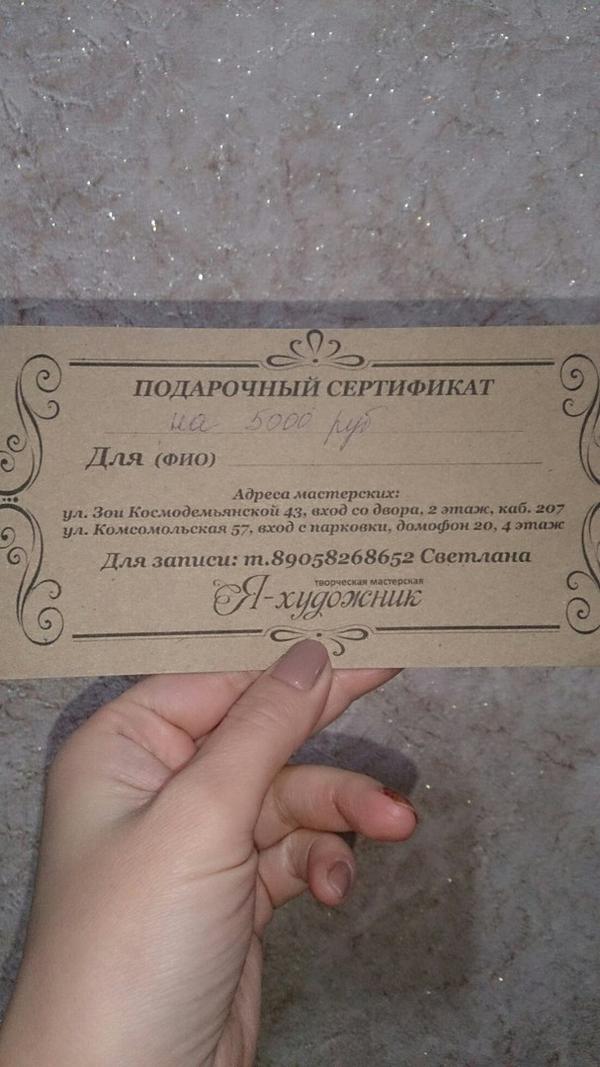 ПОДАРОЧНЫЙ СЕРТИФИКАТ
на 5000 руб
Для (ФИО)
Адреса мастерских:
ул. Зои Космодемьянской 43, вход со двора, 2 этаж, каб. 207
ул. Комсомольская 57, вход с парковки, домофон 20, 4 этаж
Для записи: т.89058268652 Светлана
творческая мастерская
Я-художник